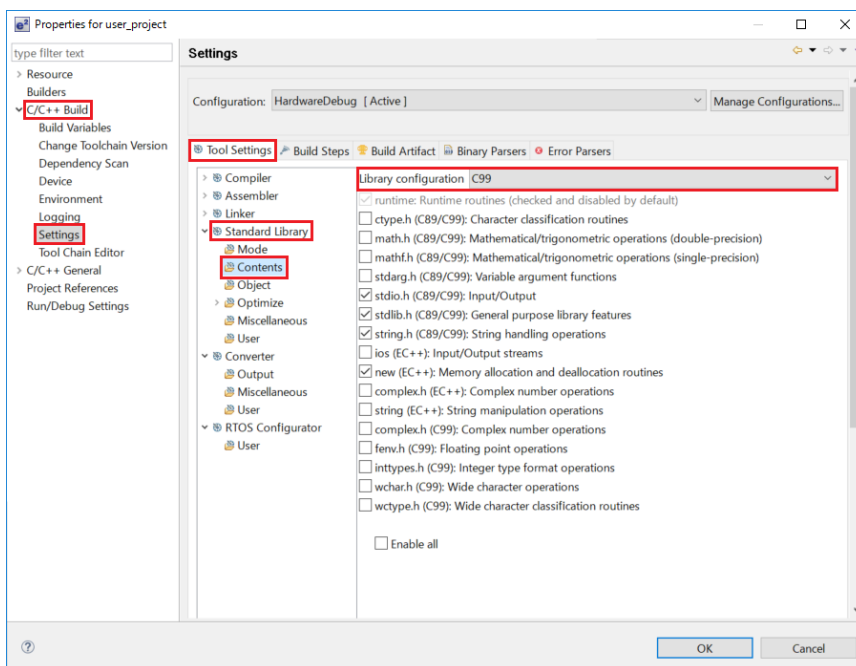 e² Properties for user_project
type filter text
Settings
Resource
Builders
C/C++ Build
Build Variables
Change Toolchain Version
Dependency Scan
Device
Environment
Logging
Settings
Tool Chain Editor
C/C++ General
Project References
Run/Debug Settings
Configuration: HardwareDebug [ Active ]
Manage Configurations...
Tool Settings Build Steps Build Artifact Binary Parsers Error Parsers
Compiler
Assembler
Linker
Standard Library
Mode
Contents
Object
Optimize
Miscellaneous
User
Converter
Output
Miscellaneous
User
RTOS Configurator
User
Library configuration C99
runtime: Runtime routines (checked and disabled by default)
ctype.h (C89/C99): Character classification routines
math.h (C89/C99): Mathematical/trigonometric operations (double-precision)
mathf.h (C89/C99): Mathematical/trigonometric operations (single-precision)
stdarg.h (C89/C99): Variable argument functions
stdio.h (C89/C99): Input/Output
stdlib.h (C89/C99): General purpose library features
string.h (C89/C99): String handling operations
ios (EC++): Input/Output streams
new (EC++): Memory allocation and deallocation routines
complex.h (EC++): Complex number operations
string (EC++): String manipulation operations
complex.h (C99): Complex number operations
fenv.h (C99): Floating point operations
inttypes.h (C99): Integer type format operations
wchar.h (C99): Wide character operations
wctype.h (C99): Wide character classification routines
Enable all
?
OK
Cancel